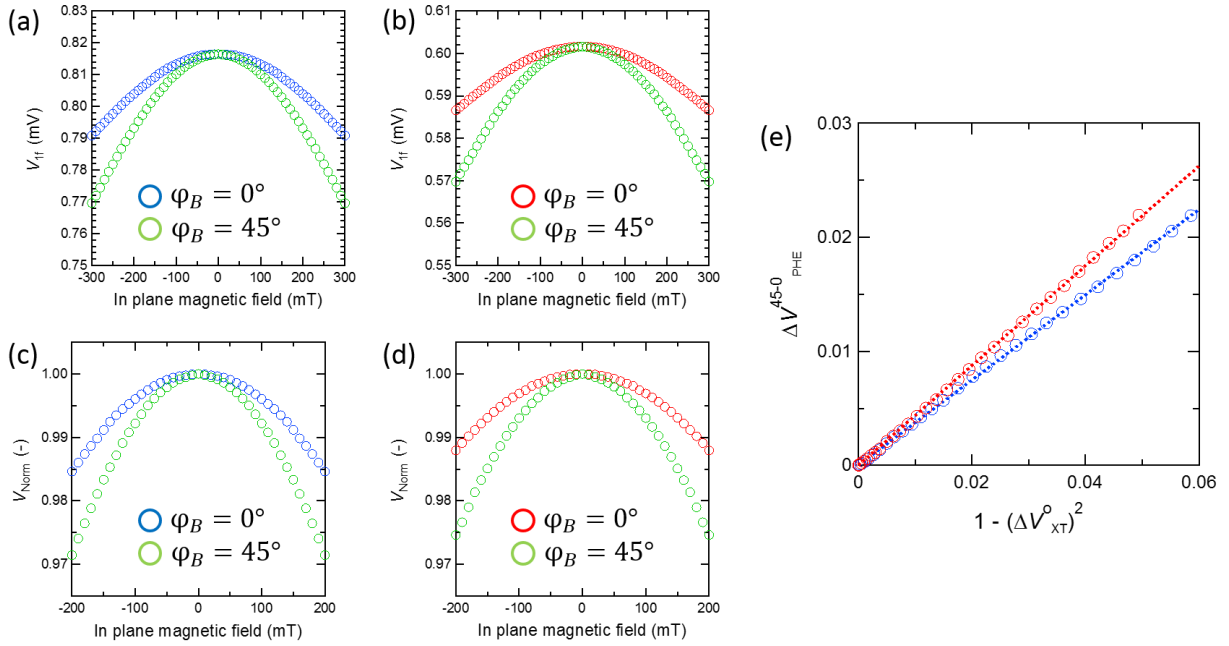 (a)
0.83
0.82
0.81
0.80
0.79
0.78
0.77
0.76
0.75
V1f (mV)
φB = 0°
φB = 45°
-300 -200 -100 0 100 200 300
In plane magnetic field (mT)
(b)
0.61
0.60
0.59
0.58
0.57
0.56
0.55
V1f (mV)
φB = 0°
φB = 45°
-300 -200 -100 0 100 200 300
In plane magnetic field (mT)
(c)
1.00
0.99
0.98
0.97
VNorm (-)
φB = 0°
φB = 45°
-200 -100 0 100 200
In plane magnetic field (mT)
(d)
1.00
0.99
0.98
0.97
VNorm (-)
φB = 0°
φB = 45°
-200 -100 0 100 200
In plane magnetic field (mT)
(e)
0.03
0.02
0.01
0
ΔV45-0PHE
0 0.02 0.04 0.06
1 - (ΔVoXT)2